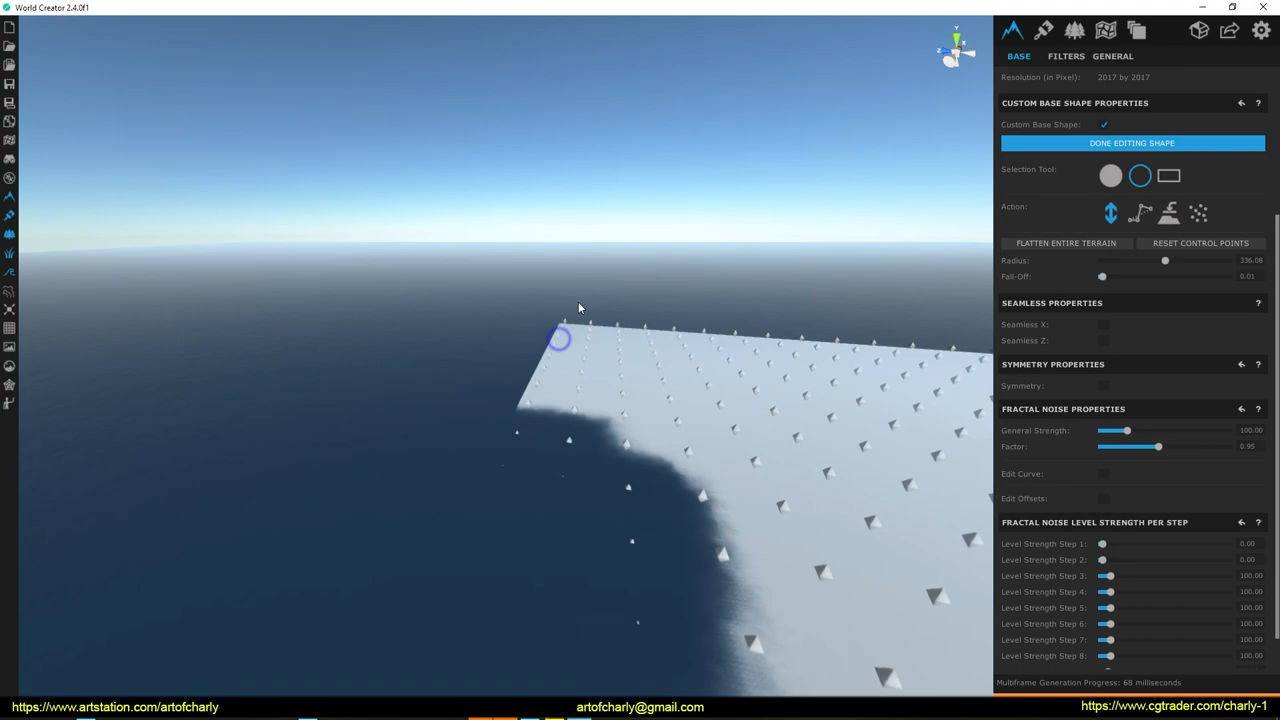 World Creator 2.4.0f1
Y
X
Z
BASE FILTERS GENERAL
Resolution (in Pixel): 2017 by 2017
CUSTOM BASE SHAPE PROPERTIES ?
Custom Base Shape:
DONE EDITING SHAPE
Selection Tool:
Action:
FLATTEN ENTIRE TERRAIN RESET CONTROL POINTS
Radius: 336.08
Fall-Off: 0.01
SEAMLESS PROPERTIES ?
Seamless X:
Seamless Z:
SYMMETRY PROPERTIES ?
Symmetry:
FRACTAL NOISE PROPERTIES ?
General Strength: 100.00
Factor: 0.95
Edit Curve:
Edit Offsets:
FRACTAL NOISE LEVEL STRENGTH PER STEP ?
Level Strength Step 1: 0.00
Level Strength Step 2: 0.00
Level Strength Step 3: 100.00
Level Strength Step 4: 100.00
Level Strength Step 5: 100.00
Level Strength Step 6: 100.00
Level Strength Step 7: 100.00
Level Strength Step 8: 100.00
Multiframe Generation Progress: 68 milliseconds
https://www.artstation.com/artofcharly artofcharly@gmail.com https://www.cgtrader.com/charly-1